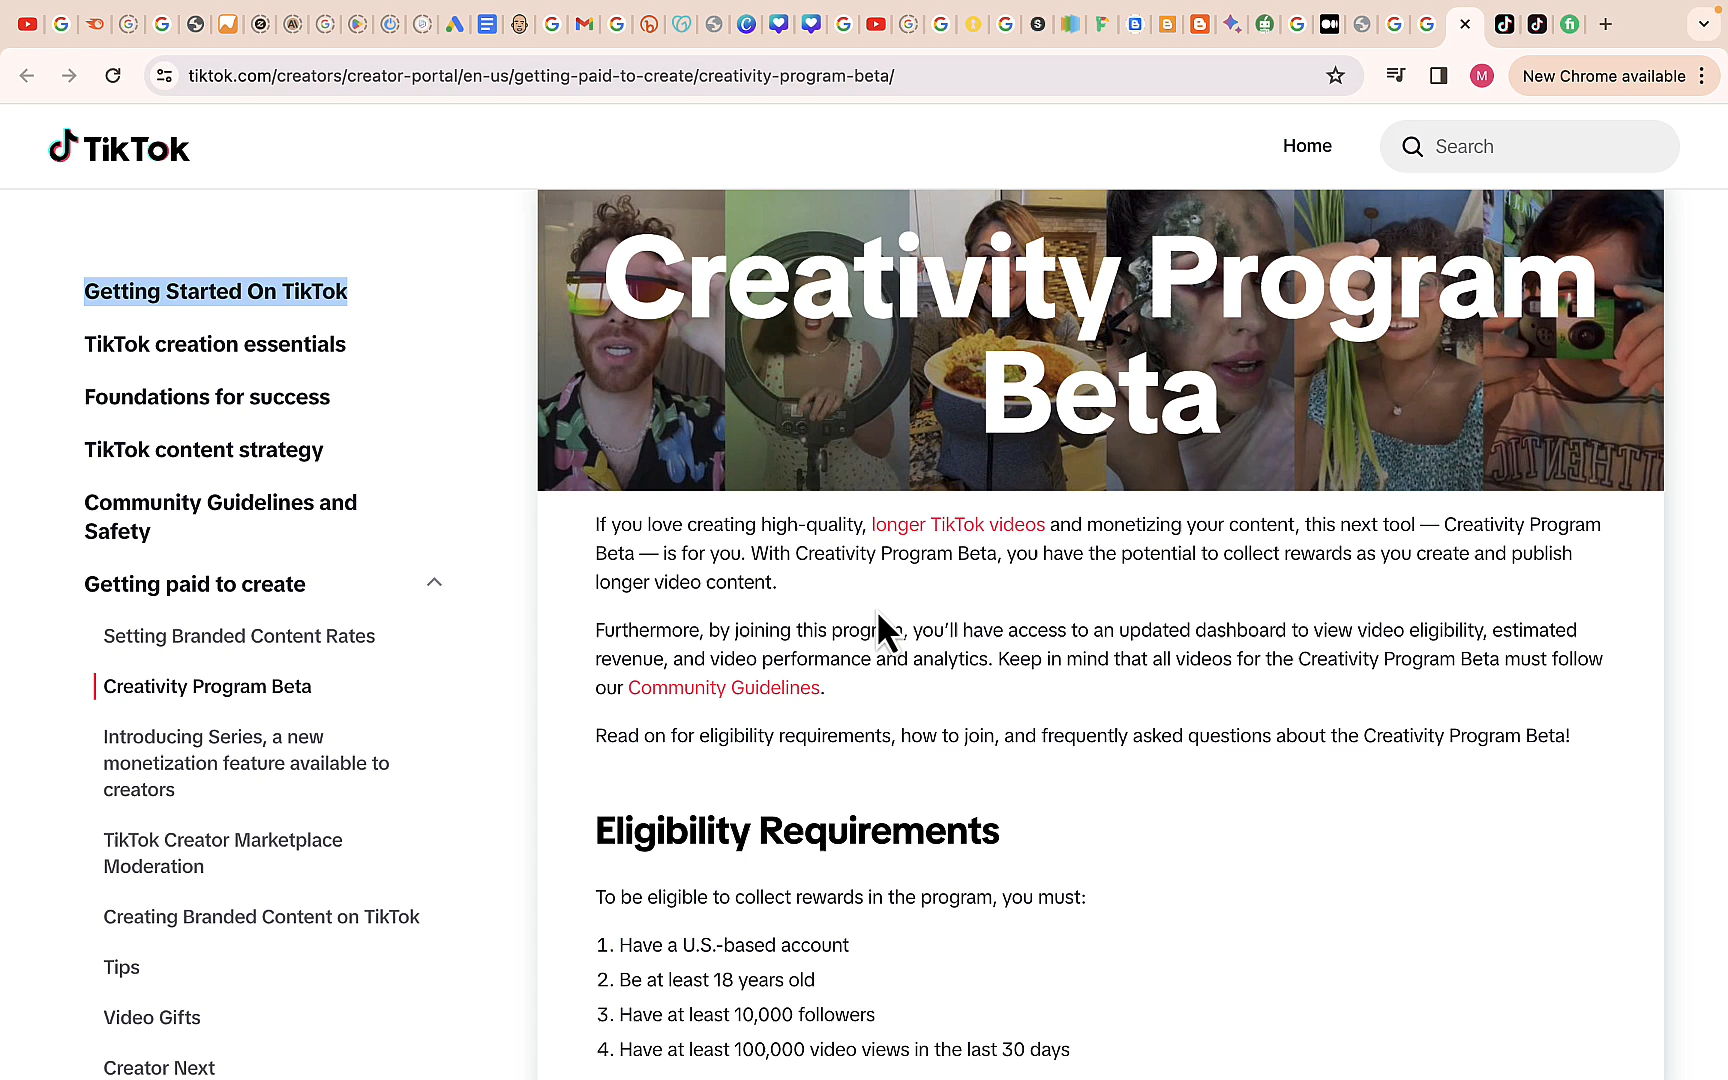 tiktok.com/creators/creator-portal/en-us/getting-paid-to-create/creativity-program-beta/
M
New Chrome available
TikTok
Home
Search
Getting Started On TikTok
TikTok creation essentials
Foundations for success
TikTok content strategy
Community Guidelines and
Safety
Getting paid to create
Setting Branded Content Rates
Creativity Program Beta
Introducing Series, a new
monetization feature available to
creators
TikTok Creator Marketplace
Moderation
Creating Branded Content on TikTok
Tips
Video Gifts
Creator Next
Creativity Program
Beta
If you love creating high-quality, longer TikTok videos and monetizing your content, this next tool — Creativity Program
Beta — is for you. With Creativity Program Beta, you have the potential to collect rewards as you create and publish
longer video content.
Furthermore, by joining this program, you’ll have access to an updated dashboard to view video eligibility, estimated
revenue, and video performance and analytics. Keep in mind that all videos for the Creativity Program Beta must follow
our Community Guidelines.
Read on for eligibility requirements, how to join, and frequently asked questions about the Creativity Program Beta!
Eligibility Requirements
To be eligible to collect rewards in the program, you must:
1. Have a U.S.-based account
2. Be at least 18 years old
3. Have at least 10,000 followers
4. Have at least 100,000 video views in the last 30 days